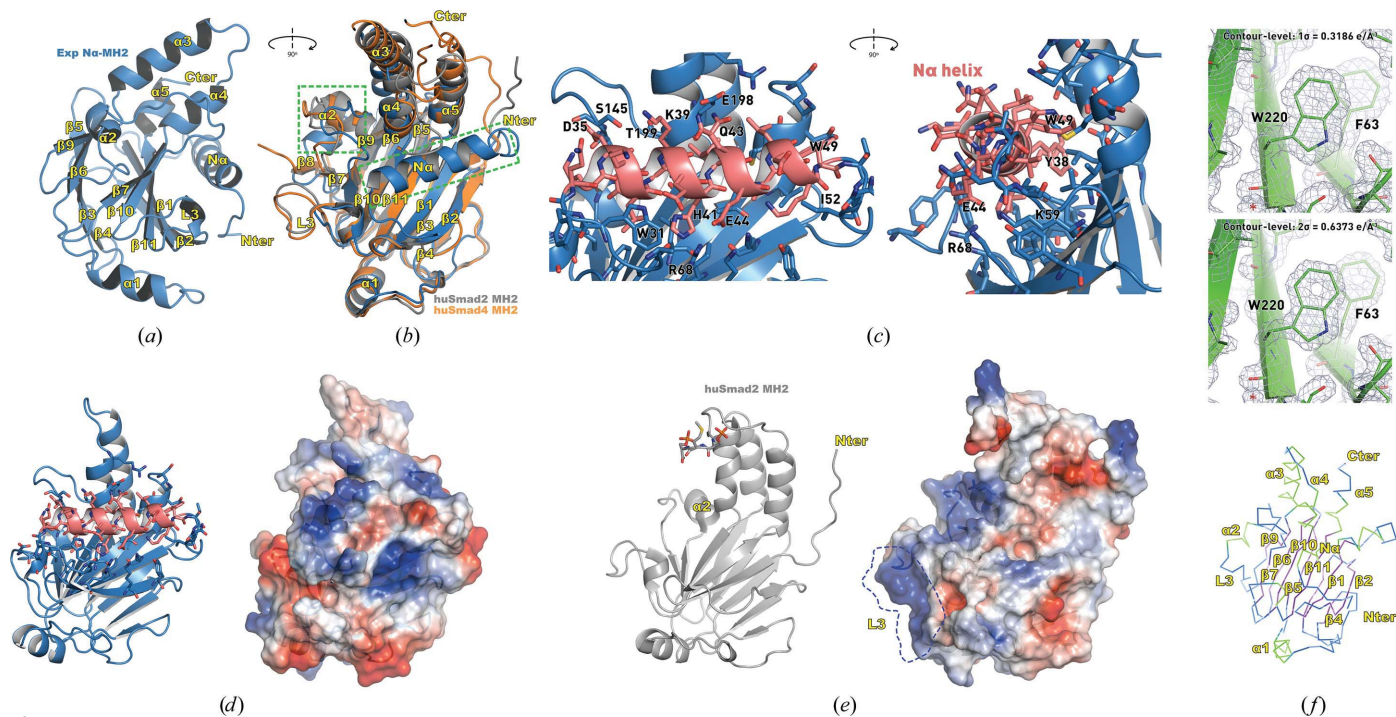 Exp Nα-MH2
α3
Cter
α5
α4
β5
α2
β9
β6
Nα
β7
β1
β3
β10
L3
β4
β11
β2
Nter
α1
(a)
90°
Cter
α3
α2
α4
α5
β9
β6
β5
Nter
β8
Nα
β7
β10
β11
β1
L3
β2
β3
β4
α1
huSmad2 MH2
huSmad4 MH2
(b)
S145
K39
E198
D35
T199
Q43
W49
I52
H41
E44
W31
R68
90°
Nα helix
W49
Y38
E44
K59
R68
(c)
Contour-level: 1σ = 0.3186 e/Å³
W220
F63
Contour-level: 2σ = 0.6373 e/Å³
W220
F63
(d)
huSmad2 MH2
Nter
α2
L3
(e)
Cter
α3
α4
α5
α2
β9
β10
Nα
β6
β11
L3
β7
β5
β1
β2
Nter
β4
α1
(f)